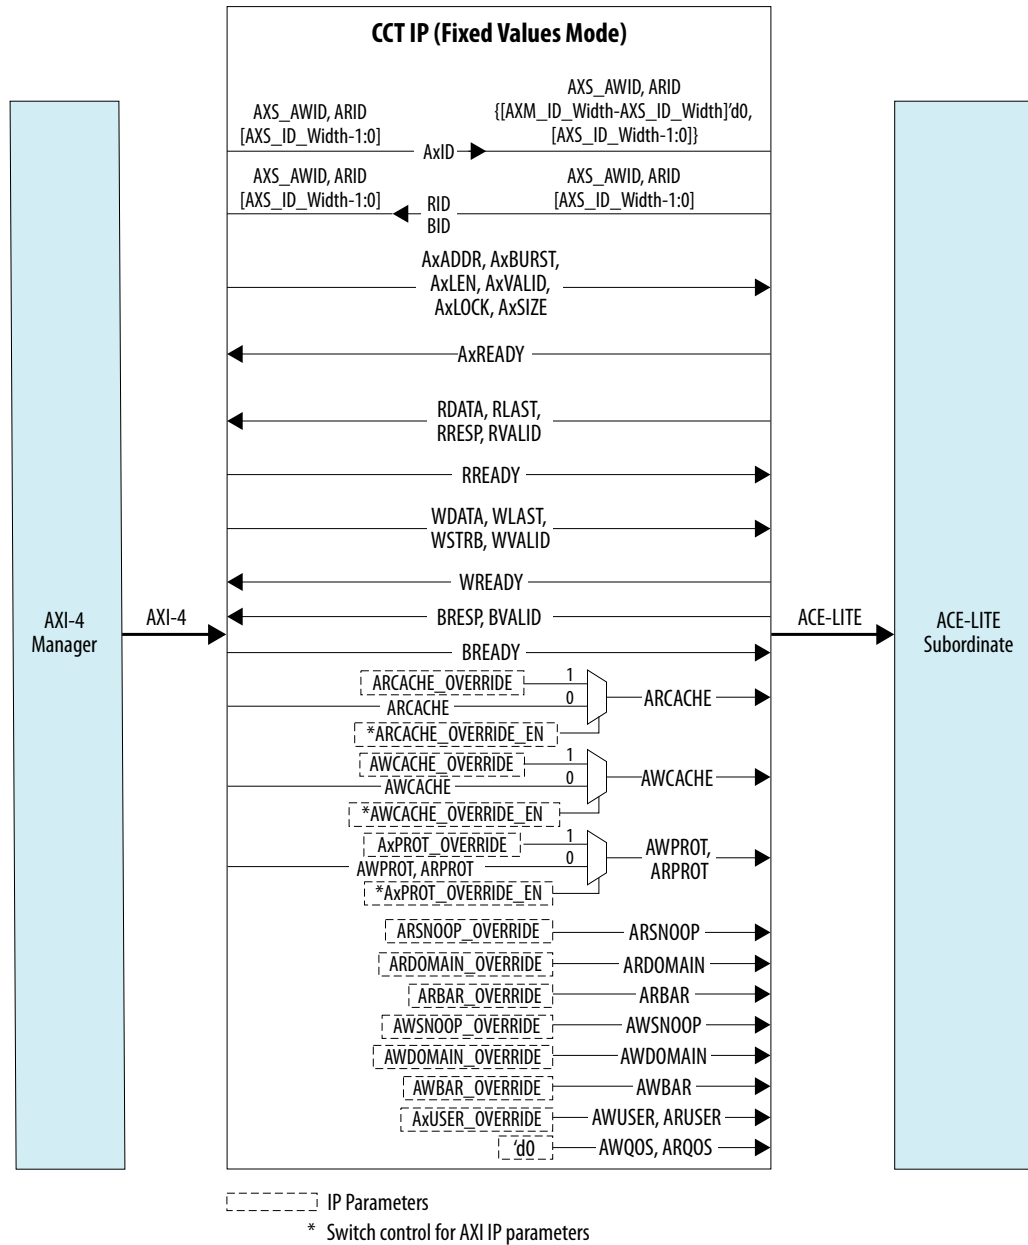 CCT IP (Fixed Values Mode)
AXS_AWID, ARID
[AXS_ID_Width-1:0]
AxID
AXS_AWID, ARID
{[AXM_ID_Width-AXS_ID_Width]'d0,
[AXS_ID_Width-1:0]}
AXS_AWID, ARID
[AXS_ID_Width-1:0]
RID
BID
AXS_AWID, ARID
[AXS_ID_Width-1:0]
AxADDR, AxBURST,
AxLEN, AxVALID,
AxLOCK, AxSIZE
AxREADY
RDATA, RLAST,
RRESP, RVALID
RREADY
WDATA, WLAST,
WSTRB, WVALID
WREADY
BRESP, BVALID
BREADY
AXI-4
Manager
AXI-4
ACE-LITE
ACE-LITE
Subordinate
ARCACHE_OVERRIDE
1
ARCACHE
0
ARCACHE
*ARCACHE_OVERRIDE_EN
AWCACHE_OVERRIDE
1
AWCACHE
0
AWCACHE
*AWCACHE_OVERRIDE_EN
AxPROT_OVERRIDE
1
AWPROT, ARPROT
0
AWPROT,
ARPROT
*AxPROT_OVERRIDE_EN
ARSNOOP_OVERRIDE ARSNOOP
ARDOMAIN_OVERRIDE ARDOMAIN
ARBAR_OVERRIDE ARBAR
AWSNOOP_OVERRIDE AWSNOOP
AWDOMAIN_OVERRIDE AWDOMAIN
AWBAR_OVERRIDE AWBAR
AxUSER_OVERRIDE AWUSER, ARUSER
'd0 AWQOS, ARQOS
IP Parameters
* Switch control for AXI IP parameters